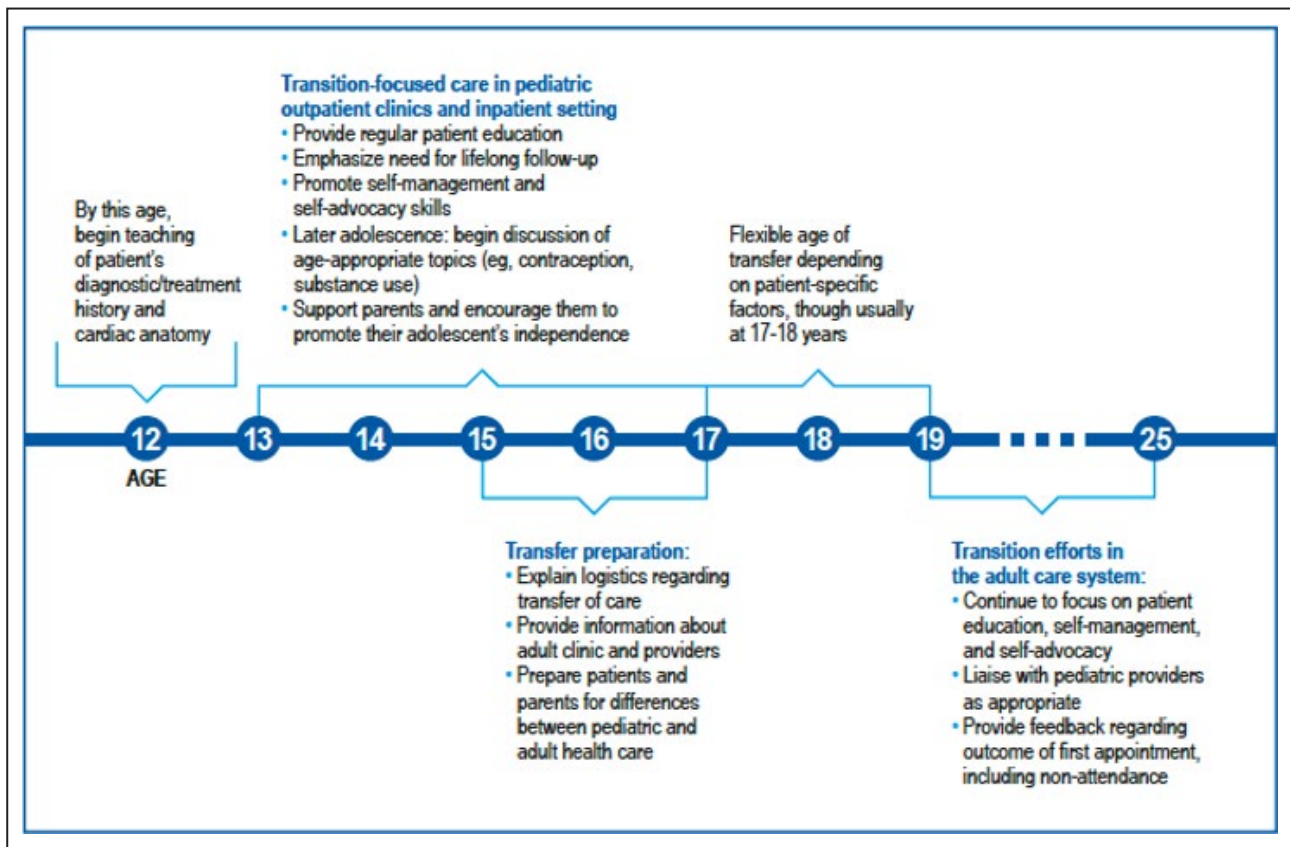 Transition-focused care in pediatric
outpatient clinics and inpatient setting
• Provide regular patient education
• Emphasize need for lifelong follow-up
• Promote self-management and
self-advocacy skills
• Later adolescence: begin discussion of
age-appropriate topics (eg, contraception,
substance use)
• Support parents and encourage them to
promote their adolescent's independence
By this age,
begin teaching
of patient's
diagnostic/treatment
history and
cardiac anatomy
Flexible age of
transfer depending
on patient-specific
factors, though usually
at 17-18 years
12 13 14 15 16 17 18 19 25
AGE
Transfer preparation:
• Explain logistics regarding
transfer of care
• Provide information about
adult clinic and providers
• Prepare patients and
parents for differences
between pediatric and
adult health care
Transition efforts in
the adult care system:
• Continue to focus on patient
education, self-management,
and self-advocacy
• Liaise with pediatric providers
as appropriate
• Provide feedback regarding
outcome of first appointment,
including non-attendance